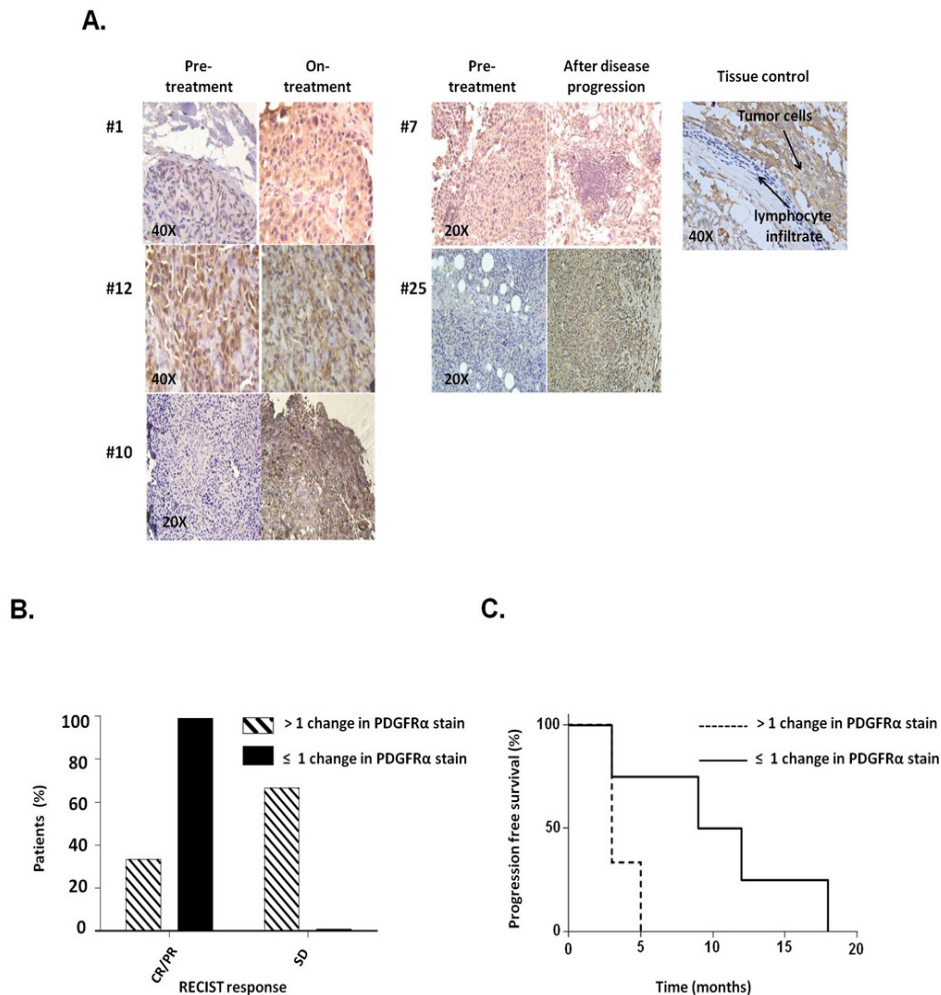 A.
Pre-
treatment
On-
treatment
Pre-
treatment
After disease
progression
Tissue control
#1
40X
#7
20X
Tumor cells
lymphocyte
infiltrate
40X
#12
40X
#25
20X
#10
20X
B.
100
80
60
40
20
0
Patients (%)
> 1 change in PDGFRα stain
≤ 1 change in PDGFRα stain
CR/PR
SD
RECIST response
C.
> 1 change in PDGFRα stain
≤ 1 change in PDGFRα stain
100
50
0
Progression free survival (%)
0 5 10 15 20
Time (months)